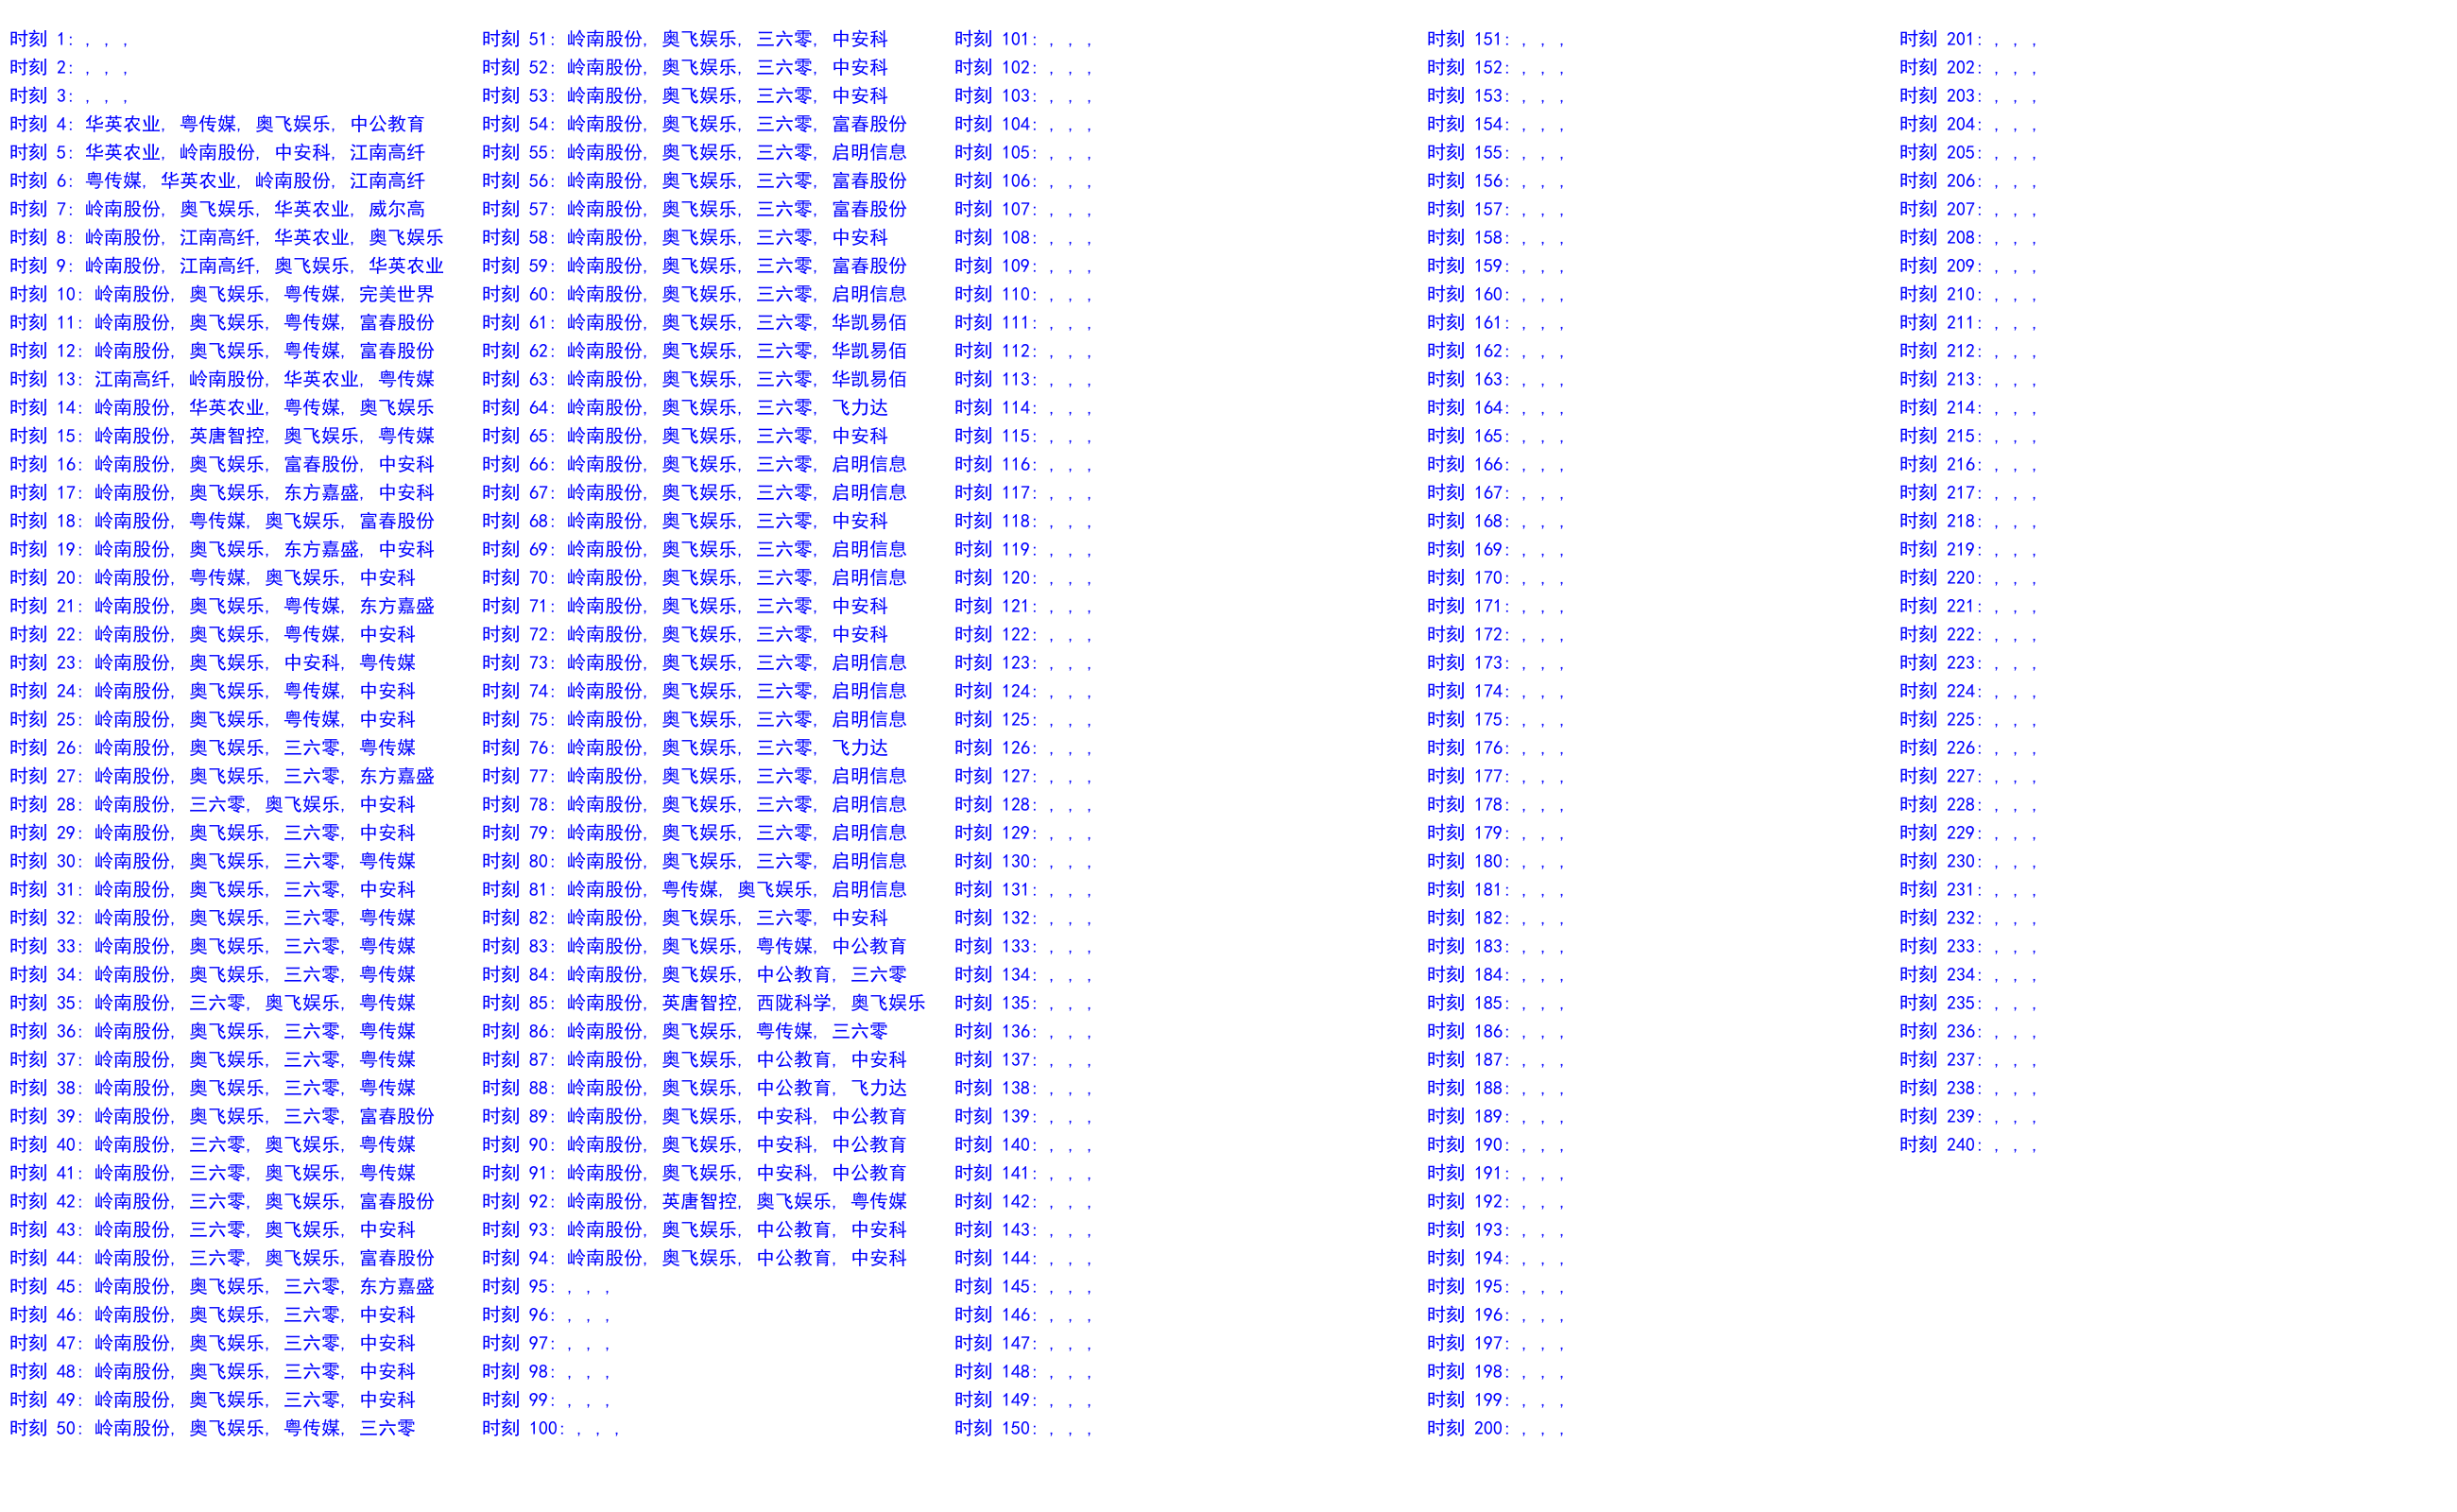 时刻 1: , , ,
时刻 2: , , ,
时刻 3: , , ,
时刻 4: 华英农业, 粤传媒, 奥飞娱乐, 中公教育
时刻 5: 华英农业, 岭南股份, 中安科, 江南高纤
时刻 6: 粤传媒, 华英农业, 岭南股份, 江南高纤
时刻 7: 岭南股份, 奥飞娱乐, 华英农业, 威尔高
时刻 8: 岭南股份, 江南高纤, 华英农业, 奥飞娱乐
时刻 9: 岭南股份, 江南高纤, 奥飞娱乐, 华英农业
时刻 10: 岭南股份, 奥飞娱乐, 粤传媒, 完美世界
时刻 11: 岭南股份, 奥飞娱乐, 粤传媒, 富春股份
时刻 12: 岭南股份, 奥飞娱乐, 粤传媒, 富春股份
时刻 13: 江南高纤, 岭南股份, 华英农业, 粤传媒
时刻 14: 岭南股份, 华英农业, 粤传媒, 奥飞娱乐
时刻 15: 岭南股份, 英唐智控, 奥飞娱乐, 粤传媒
时刻 16: 岭南股份, 奥飞娱乐, 富春股份, 中安科
时刻 17: 岭南股份, 奥飞娱乐, 东方嘉盛, 中安科
时刻 18: 岭南股份, 粤传媒, 奥飞娱乐, 富春股份
时刻 19: 岭南股份, 奥飞娱乐, 东方嘉盛, 中安科
时刻 20: 岭南股份, 粤传媒, 奥飞娱乐, 中安科
时刻 21: 岭南股份, 奥飞娱乐, 粤传媒, 东方嘉盛
时刻 22: 岭南股份, 奥飞娱乐, 粤传媒, 中安科
时刻 23: 岭南股份, 奥飞娱乐, 中安科, 粤传媒
时刻 24: 岭南股份, 奥飞娱乐, 粤传媒, 中安科
时刻 25: 岭南股份, 奥飞娱乐, 粤传媒, 中安科
时刻 26: 岭南股份, 奥飞娱乐, 三六零, 粤传媒
时刻 27: 岭南股份, 奥飞娱乐, 三六零, 东方嘉盛
时刻 28: 岭南股份, 三六零, 奥飞娱乐, 中安科
时刻 29: 岭南股份, 奥飞娱乐, 三六零, 中安科
时刻 30: 岭南股份, 奥飞娱乐, 三六零, 粤传媒
时刻 31: 岭南股份, 奥飞娱乐, 三六零, 中安科
时刻 32: 岭南股份, 奥飞娱乐, 三六零, 粤传媒
时刻 33: 岭南股份, 奥飞娱乐, 三六零, 粤传媒
时刻 34: 岭南股份, 奥飞娱乐, 三六零, 粤传媒
时刻 35: 岭南股份, 三六零, 奥飞娱乐, 粤传媒
时刻 36: 岭南股份, 奥飞娱乐, 三六零, 粤传媒
时刻 37: 岭南股份, 奥飞娱乐, 三六零, 粤传媒
时刻 38: 岭南股份, 奥飞娱乐, 三六零, 粤传媒
时刻 39: 岭南股份, 奥飞娱乐, 三六零, 富春股份
时刻 40: 岭南股份, 三六零, 奥飞娱乐, 粤传媒
时刻 41: 岭南股份, 三六零, 奥飞娱乐, 粤传媒
时刻 42: 岭南股份, 三六零, 奥飞娱乐, 富春股份
时刻 43: 岭南股份, 三六零, 奥飞娱乐, 中安科
时刻 44: 岭南股份, 三六零, 奥飞娱乐, 富春股份
时刻 45: 岭南股份, 奥飞娱乐, 三六零, 东方嘉盛
时刻 46: 岭南股份, 奥飞娱乐, 三六零, 中安科
时刻 47: 岭南股份, 奥飞娱乐, 三六零, 中安科
时刻 48: 岭南股份, 奥飞娱乐, 三六零, 中安科
时刻 49: 岭南股份, 奥飞娱乐, 三六零, 中安科
时刻 50: 岭南股份, 奥飞娱乐, 粤传媒, 三六零
时刻 51: 岭南股份, 奥飞娱乐, 三六零, 中安科
时刻 52: 岭南股份, 奥飞娱乐, 三六零, 中安科
时刻 53: 岭南股份, 奥飞娱乐, 三六零, 中安科
时刻 54: 岭南股份, 奥飞娱乐, 三六零, 富春股份
时刻 55: 岭南股份, 奥飞娱乐, 三六零, 启明信息
时刻 56: 岭南股份, 奥飞娱乐, 三六零, 富春股份
时刻 57: 岭南股份, 奥飞娱乐, 三六零, 富春股份
时刻 58: 岭南股份, 奥飞娱乐, 三六零, 中安科
时刻 59: 岭南股份, 奥飞娱乐, 三六零, 富春股份
时刻 60: 岭南股份, 奥飞娱乐, 三六零, 启明信息
时刻 61: 岭南股份, 奥飞娱乐, 三六零, 华凯易佰
时刻 62: 岭南股份, 奥飞娱乐, 三六零, 华凯易佰
时刻 63: 岭南股份, 奥飞娱乐, 三六零, 华凯易佰
时刻 64: 岭南股份, 奥飞娱乐, 三六零, 飞力达
时刻 65: 岭南股份, 奥飞娱乐, 三六零, 中安科
时刻 66: 岭南股份, 奥飞娱乐, 三六零, 启明信息
时刻 67: 岭南股份, 奥飞娱乐, 三六零, 启明信息
时刻 68: 岭南股份, 奥飞娱乐, 三六零, 中安科
时刻 69: 岭南股份, 奥飞娱乐, 三六零, 启明信息
时刻 70: 岭南股份, 奥飞娱乐, 三六零, 启明信息
时刻 71: 岭南股份, 奥飞娱乐, 三六零, 中安科
时刻 72: 岭南股份, 奥飞娱乐, 三六零, 中安科
时刻 73: 岭南股份, 奥飞娱乐, 三六零, 启明信息
时刻 74: 岭南股份, 奥飞娱乐, 三六零, 启明信息
时刻 75: 岭南股份, 奥飞娱乐, 三六零, 启明信息
时刻 76: 岭南股份, 奥飞娱乐, 三六零, 飞力达
时刻 77: 岭南股份, 奥飞娱乐, 三六零, 启明信息
时刻 78: 岭南股份, 奥飞娱乐, 三六零, 启明信息
时刻 79: 岭南股份, 奥飞娱乐, 三六零, 启明信息
时刻 80: 岭南股份, 奥飞娱乐, 三六零, 启明信息
时刻 81: 岭南股份, 粤传媒, 奥飞娱乐, 启明信息
时刻 82: 岭南股份, 奥飞娱乐, 三六零, 中安科
时刻 83: 岭南股份, 奥飞娱乐, 粤传媒, 中公教育
时刻 84: 岭南股份, 奥飞娱乐, 中公教育, 三六零
时刻 85: 岭南股份, 英唐智控, 西陇科学, 奥飞娱乐
时刻 86: 岭南股份, 奥飞娱乐, 粤传媒, 三六零
时刻 87: 岭南股份, 奥飞娱乐, 中公教育, 中安科
时刻 88: 岭南股份, 奥飞娱乐, 中公教育, 飞力达
时刻 89: 岭南股份, 奥飞娱乐, 中安科, 中公教育
时刻 90: 岭南股份, 奥飞娱乐, 中安科, 中公教育
时刻 91: 岭南股份, 奥飞娱乐, 中安科, 中公教育
时刻 92: 岭南股份, 英唐智控, 奥飞娱乐, 粤传媒
时刻 93: 岭南股份, 奥飞娱乐, 中公教育, 中安科
时刻 94: 岭南股份, 奥飞娱乐, 中公教育, 中安科
时刻 95: , , ,
时刻 96: , , ,
时刻 97: , , ,
时刻 98: , , ,
时刻 99: , , ,
时刻 100: , , ,
时刻 101: , , ,
时刻 102: , , ,
时刻 103: , , ,
时刻 104: , , ,
时刻 105: , , ,
时刻 106: , , ,
时刻 107: , , ,
时刻 108: , , ,
时刻 109: , , ,
时刻 110: , , ,
时刻 111: , , ,
时刻 112: , , ,
时刻 113: , , ,
时刻 114: , , ,
时刻 115: , , ,
时刻 116: , , ,
时刻 117: , , ,
时刻 118: , , ,
时刻 119: , , ,
时刻 120: , , ,
时刻 121: , , ,
时刻 122: , , ,
时刻 123: , , ,
时刻 124: , , ,
时刻 125: , , ,
时刻 126: , , ,
时刻 127: , , ,
时刻 128: , , ,
时刻 129: , , ,
时刻 130: , , ,
时刻 131: , , ,
时刻 132: , , ,
时刻 133: , , ,
时刻 134: , , ,
时刻 135: , , ,
时刻 136: , , ,
时刻 137: , , ,
时刻 138: , , ,
时刻 139: , , ,
时刻 140: , , ,
时刻 141: , , ,
时刻 142: , , ,
时刻 143: , , ,
时刻 144: , , ,
时刻 145: , , ,
时刻 146: , , ,
时刻 147: , , ,
时刻 148: , , ,
时刻 149: , , ,
时刻 150: , , ,
时刻 151: , , ,
时刻 152: , , ,
时刻 153: , , ,
时刻 154: , , ,
时刻 155: , , ,
时刻 156: , , ,
时刻 157: , , ,
时刻 158: , , ,
时刻 159: , , ,
时刻 160: , , ,
时刻 161: , , ,
时刻 162: , , ,
时刻 163: , , ,
时刻 164: , , ,
时刻 165: , , ,
时刻 166: , , ,
时刻 167: , , ,
时刻 168: , , ,
时刻 169: , , ,
时刻 170: , , ,
时刻 171: , , ,
时刻 172: , , ,
时刻 173: , , ,
时刻 174: , , ,
时刻 175: , , ,
时刻 176: , , ,
时刻 177: , , ,
时刻 178: , , ,
时刻 179: , , ,
时刻 180: , , ,
时刻 181: , , ,
时刻 182: , , ,
时刻 183: , , ,
时刻 184: , , ,
时刻 185: , , ,
时刻 186: , , ,
时刻 187: , , ,
时刻 188: , , ,
时刻 189: , , ,
时刻 190: , , ,
时刻 191: , , ,
时刻 192: , , ,
时刻 193: , , ,
时刻 194: , , ,
时刻 195: , , ,
时刻 196: , , ,
时刻 197: , , ,
时刻 198: , , ,
时刻 199: , , ,
时刻 200: , , ,
时刻 201: , , ,
时刻 202: , , ,
时刻 203: , , ,
时刻 204: , , ,
时刻 205: , , ,
时刻 206: , , ,
时刻 207: , , ,
时刻 208: , , ,
时刻 209: , , ,
时刻 210: , , ,
时刻 211: , , ,
时刻 212: , , ,
时刻 213: , , ,
时刻 214: , , ,
时刻 215: , , ,
时刻 216: , , ,
时刻 217: , , ,
时刻 218: , , ,
时刻 219: , , ,
时刻 220: , , ,
时刻 221: , , ,
时刻 222: , , ,
时刻 223: , , ,
时刻 224: , , ,
时刻 225: , , ,
时刻 226: , , ,
时刻 227: , , ,
时刻 228: , , ,
时刻 229: , , ,
时刻 230: , , ,
时刻 231: , , ,
时刻 232: , , ,
时刻 233: , , ,
时刻 234: , , ,
时刻 235: , , ,
时刻 236: , , ,
时刻 237: , , ,
时刻 238: , , ,
时刻 239: , , ,
时刻 240: , , ,